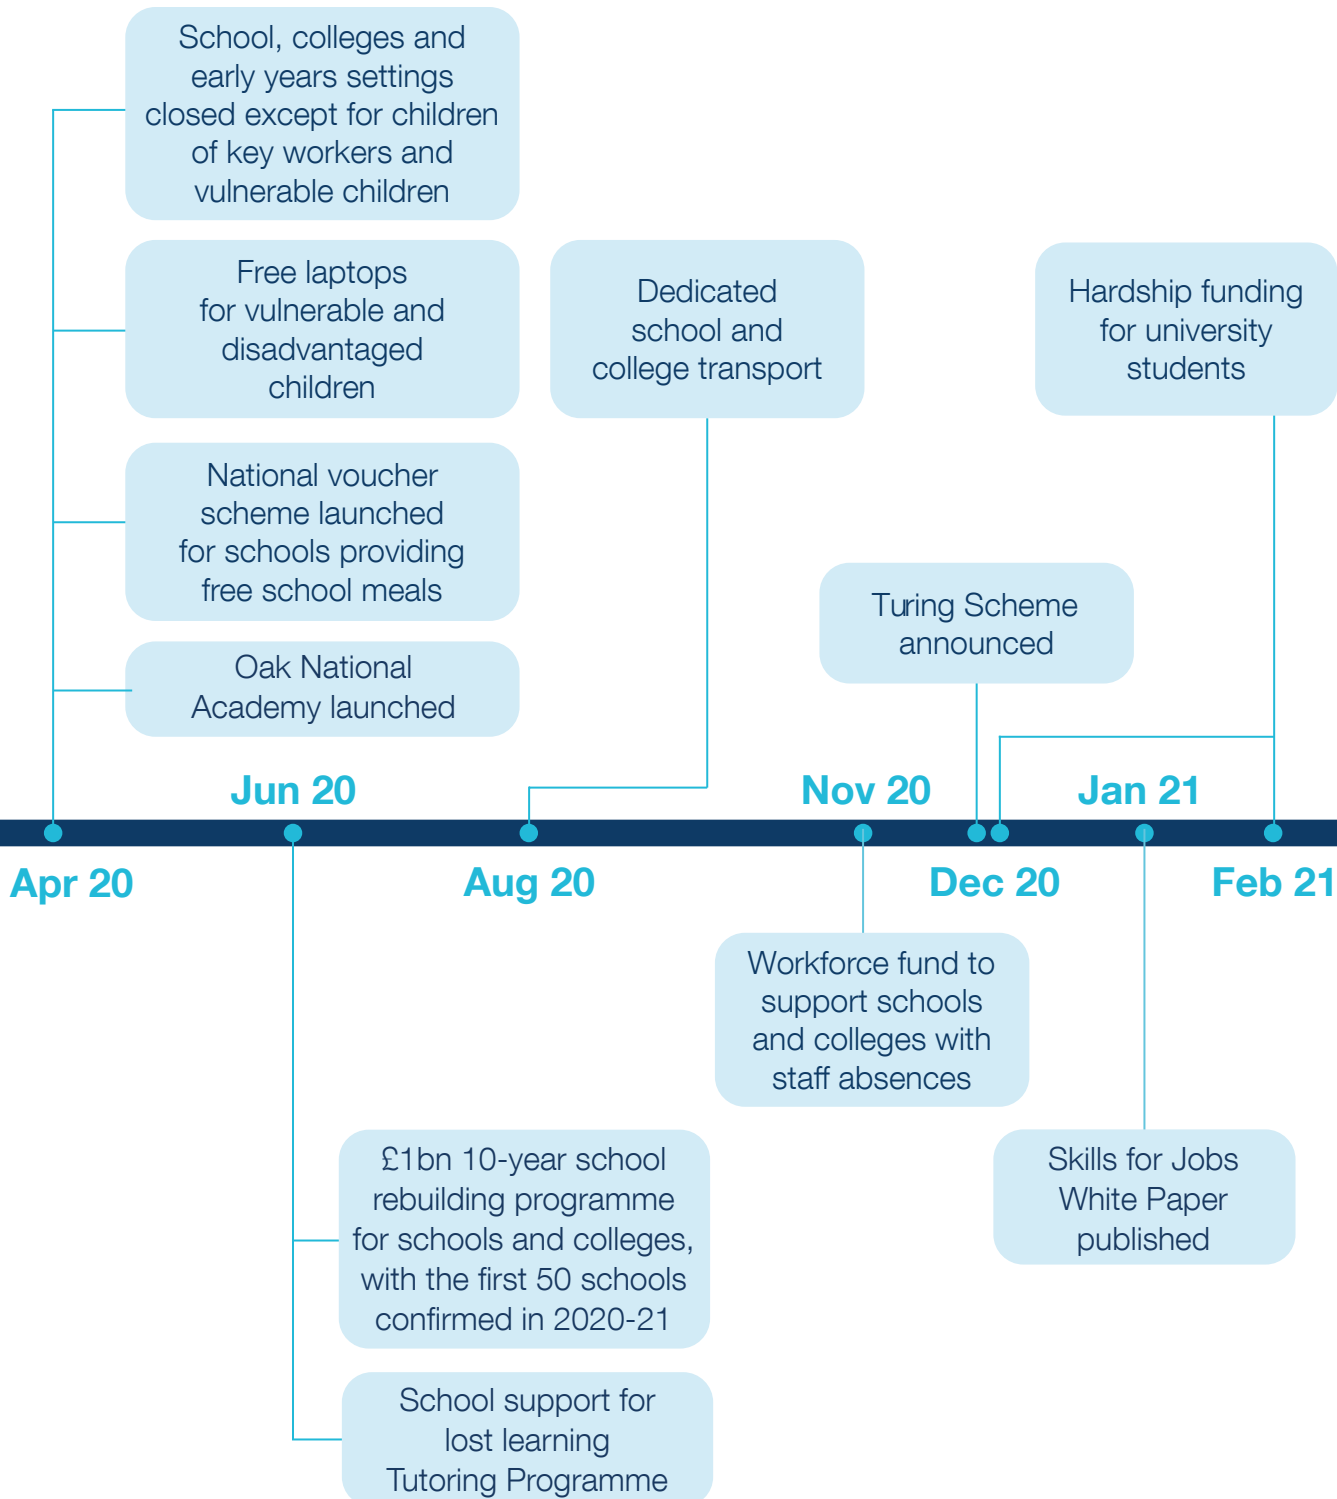 School, colleges and
early years settings
closed except for children
of key workers and
vulnerable children
Free laptops
for vulnerable and
disadvantaged
children
Dedicated
school and
college transport
Hardship funding
for university
students
National voucher
scheme launched
for schools providing
free school meals
Turing Scheme
announced
Oak National
Academy launched
Jun 20
Nov 20
Jan 21
Apr 20
Aug 20
Dec 20
Feb 21
Workforce fund to
support schools
and colleges with
staff absences
£1bn 10-year school
rebuilding programme
for schools and colleges,
with the first 50 schools
confirmed in 2020-21
Skills for Jobs
White Paper
published
School support for
lost learning
Tutoring Programme